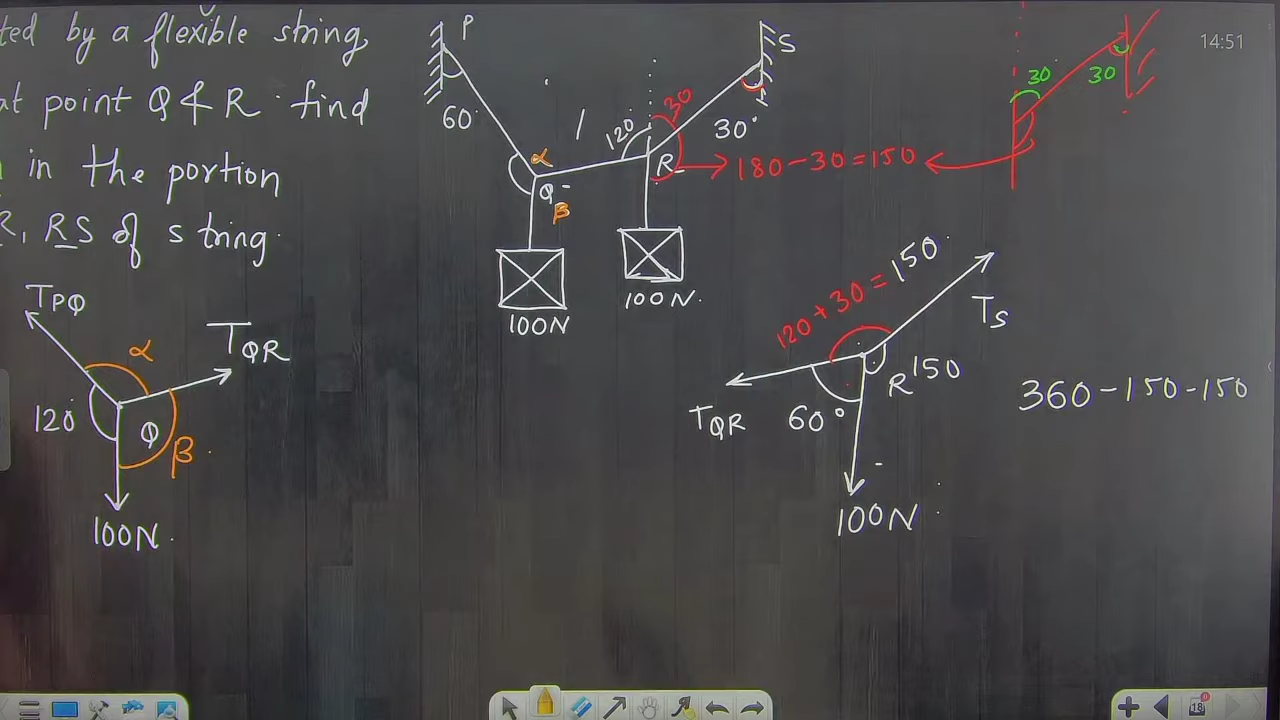 ted by a flexible string,
at point Q & R. find
in the portion
R, RS of string.
P
S
60°
α
120°
30
30°
R
Q
β
100N
100N.
180-30=150
30
30
14:51
TPQ
α
TQR
120°
Q
β
100N.
120+30=150
TS
R
150
TQR
60°
100N
360-150-150
18